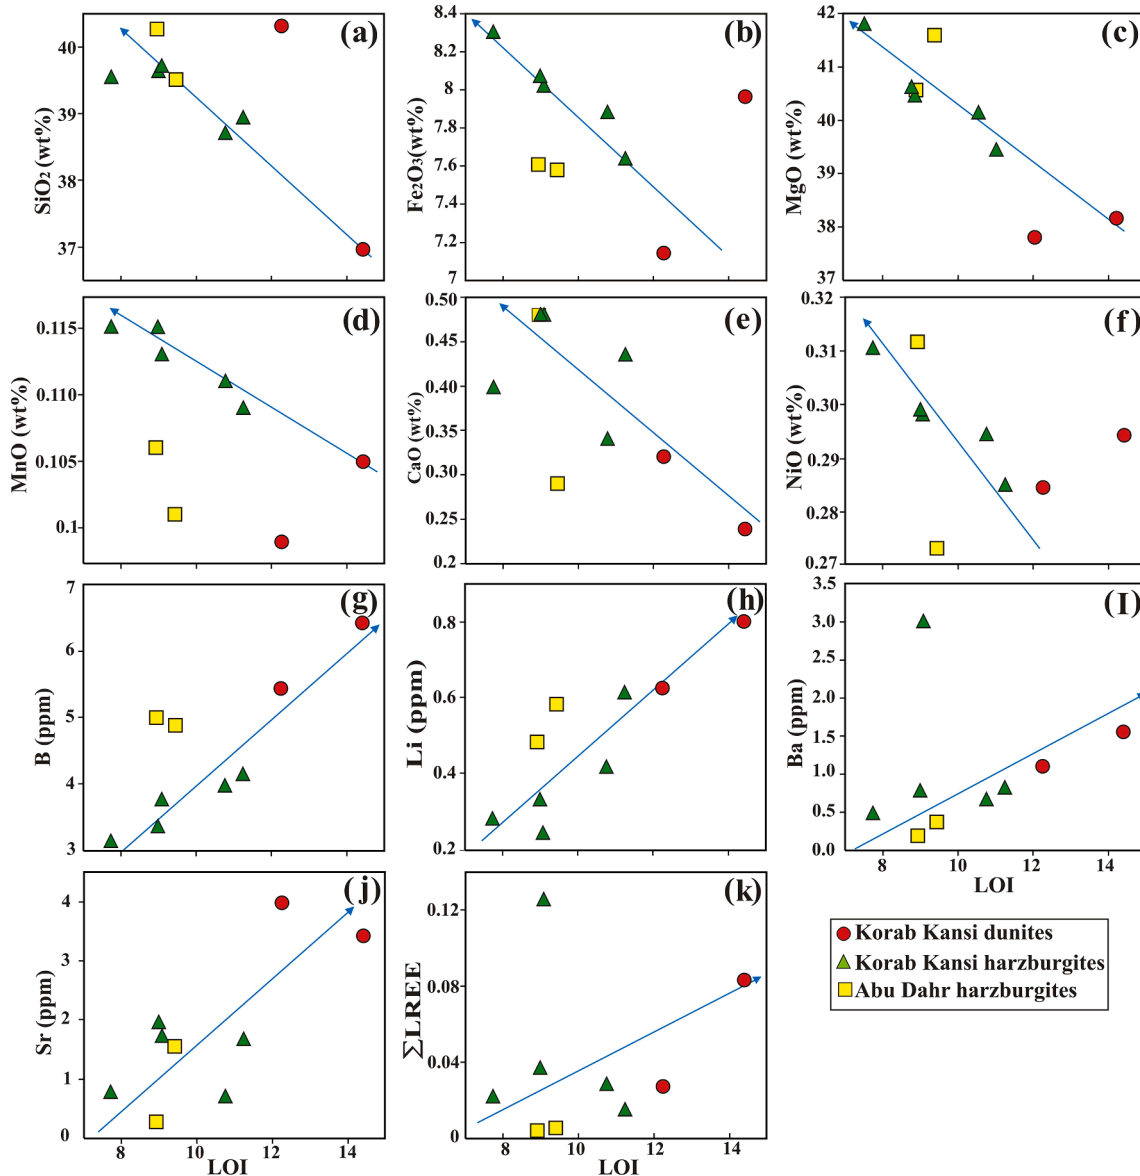 (a)
40
39
38
37
SiO₂ (wt%)
(b)
8.4
8.2
8
7.8
7.6
7.4
7.2
7
Fe₂O₃(wt%)
(c)
42
41
40
39
38
37
MgO (wt%)
(d)
0.115
0.110
0.105
0.1
MnO (wt%)
(e)
0.50
0.40
0.35
0.30
0.25
0.2
CaO (wt%)
(f)
0.32
0.31
0.30
0.29
0.28
0.27
NiO (wt%)
(g)
7
6
5
4
3
B (ppm)
(h)
0.8
0.6
0.4
0.2
Li (ppm)
(I)
3.5
3.0
2.5
2.0
1.5
1.0
0.5
0.0
Ba (ppm)
8 10 12 14
LOI
(j)
4
3
2
1
0
Sr (ppm)
8 10 12 14
LOI
(k)
0.12
0.08
0.04
0
∑LREE
8 10 12 14
LOI
Korab Kansi dunites
Korab Kansi harzburgites
Abu Dahr harzburgites